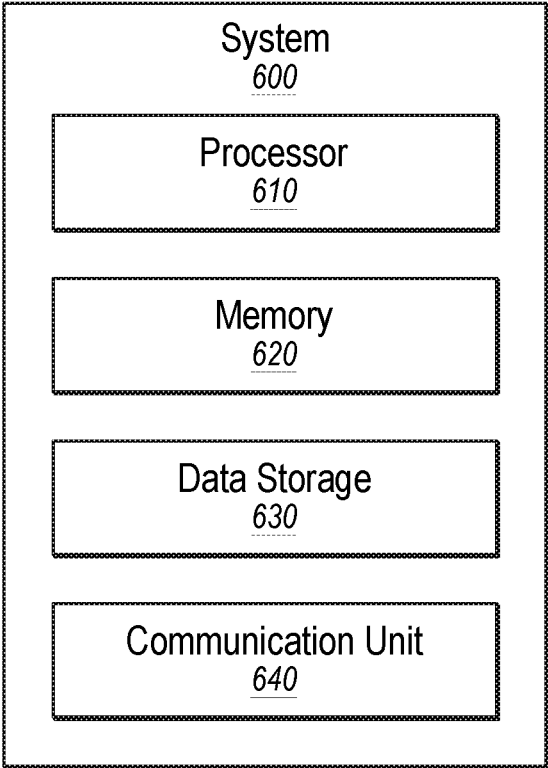 System
600
Processor
610
Memory
620
Data Storage
630
Communication Unit
640